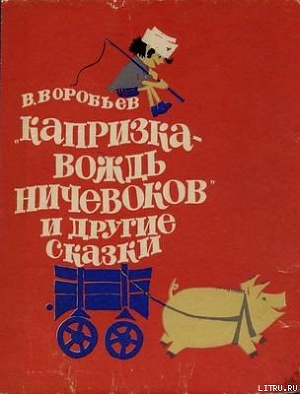 В. ВОРОБЬЕВ
"КАПРИЗКА-
ВОЖДЬ
НИЧЕВОКОВ"
И ДРУГИЕ
СКАЗКИ
LITRU.RU